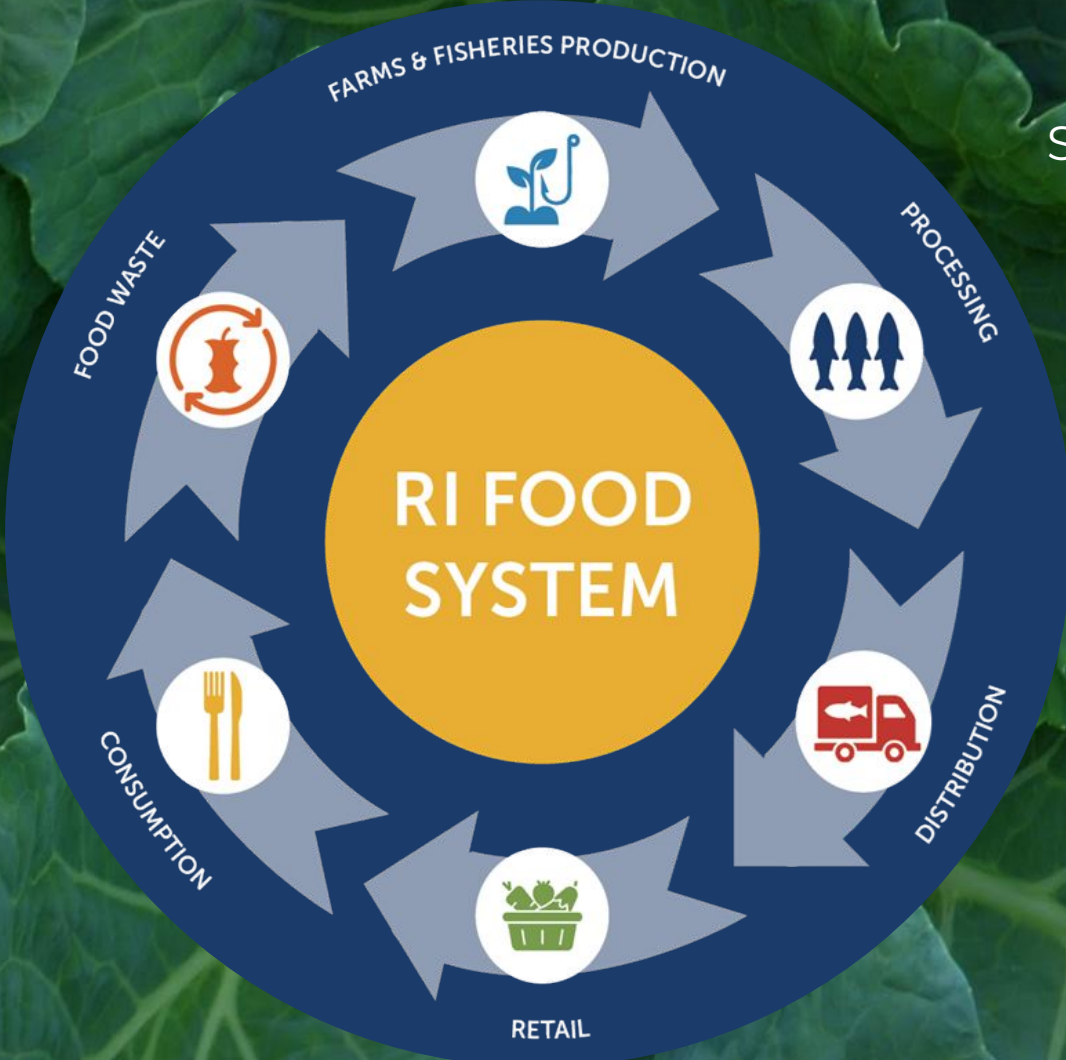 FARMS & FISHERIES PRODUCTION
S
PROCESSING
DISTRIBUTION
RETAIL
CONSUMPTION
FOOD WASTE
RI FOOD
SYSTEM